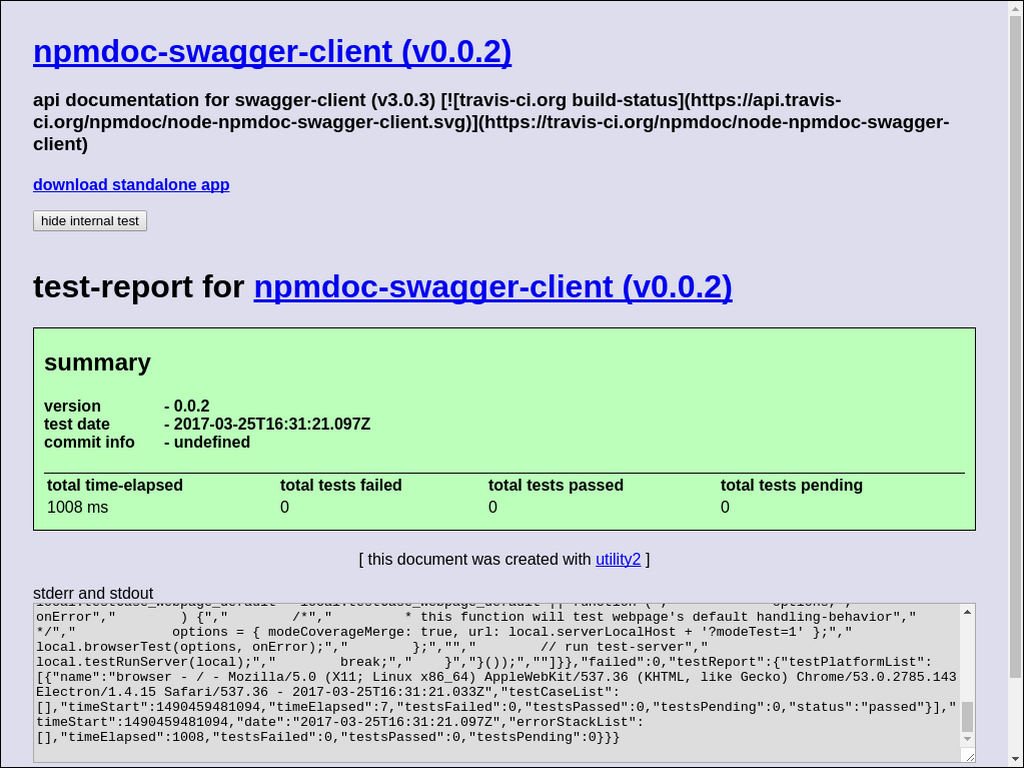 npmdoc-swagger-client (v0.0.2)
api documentation for swagger-client (v3.0.3) [![travis-ci.org build-status](https://api.travis-
ci.org/npmdoc/node-npmdoc-swagger-client.svg)](https://travis-ci.org/npmdoc/node-npmdoc-swagger-
client)
download standalone app
hide internal test
test-report for npmdoc-swagger-client (v0.0.2)
summary
version - 0.0.2
test date - 2017-03-25T16:31:21.097Z
commit info - undefined
total time-elapsed total tests failed total tests passed total tests pending
1008 ms 0 0 0
[ this document was created with utility2 ]
stderr and stdout
local.testCase_webpage_default = local.testCase_webpage_default || function ("," options,"
onError"," ) {"," /*"," * this function will test webpage's default handling-behavior","
*/"," options = { modeCoverageMerge: true, url: local.serverLocalHost + '?modeTest=1' };","
local.browserTest(options, onError);"," };",""," // run test-server","
local.testRunServer(local);"," break;"," }","}());",""]}},"failed":0,"testReport":{"testPlatformList":
[{"name":"browser - / - Mozilla/5.0 (X11; Linux x86_64) AppleWebKit/537.36 (KHTML, like Gecko) Chrome/53.0.2785.143
Electron/1.4.15 Safari/537.36 - 2017-03-25T16:31:21.033Z","testCaseList":
[],"timeStart":1490459481094,"timeElapsed":7,"testsFailed":0,"testsPassed":0,"testsPending":0,"status":"passed"}],"
timeStart":1490459481094,"date":"2017-03-25T16:31:21.097Z","errorStackList":
[],"timeElapsed":1008,"testsFailed":0,"testsPassed":0,"testsPending":0}}}